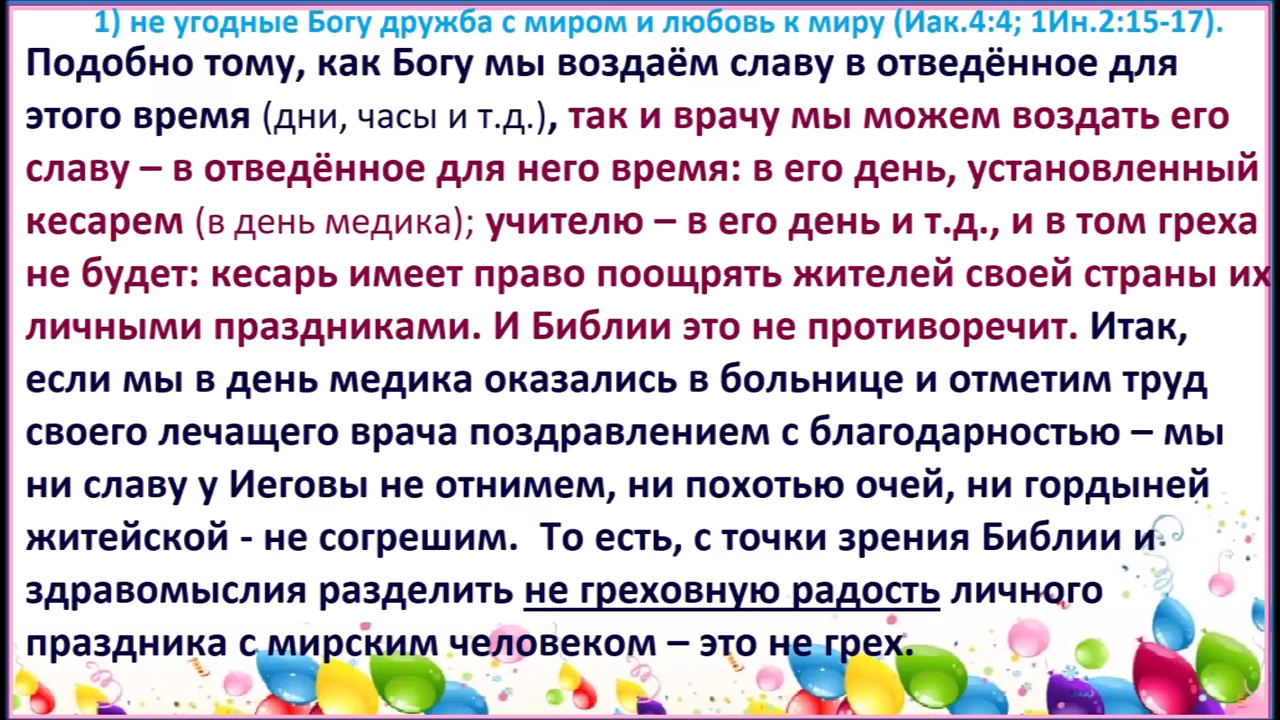 1) не угодные Богу дружба с миром и любовь к миру (Иак.4:4; 1Ин.2:15-17).
Подобно тому, как Богу мы воздаём славу в отведённое для
этого время (дни, часы и т.д.), так и врачу мы можем воздать его
славу – в отведённое для него время: в его день, установленный
кесарем (в день медика); учителю – в его день и т.д., и в том греха
не будет: кесарь имеет право поощрять жителей своей страны их
личными праздниками. И Библии это не противоречит. Итак,
если мы в день медика оказались в больнице и отметим труд
своего лечащего врача поздравлением с благодарностью – мы
ни славу у Иеговы не отнимем, ни похотью очей, ни гордыней
житейской - не согрешим. То есть, с точки зрения Библии и
здравомыслия разделить не греховную радость личного
праздника с мирским человеком – это не грех.